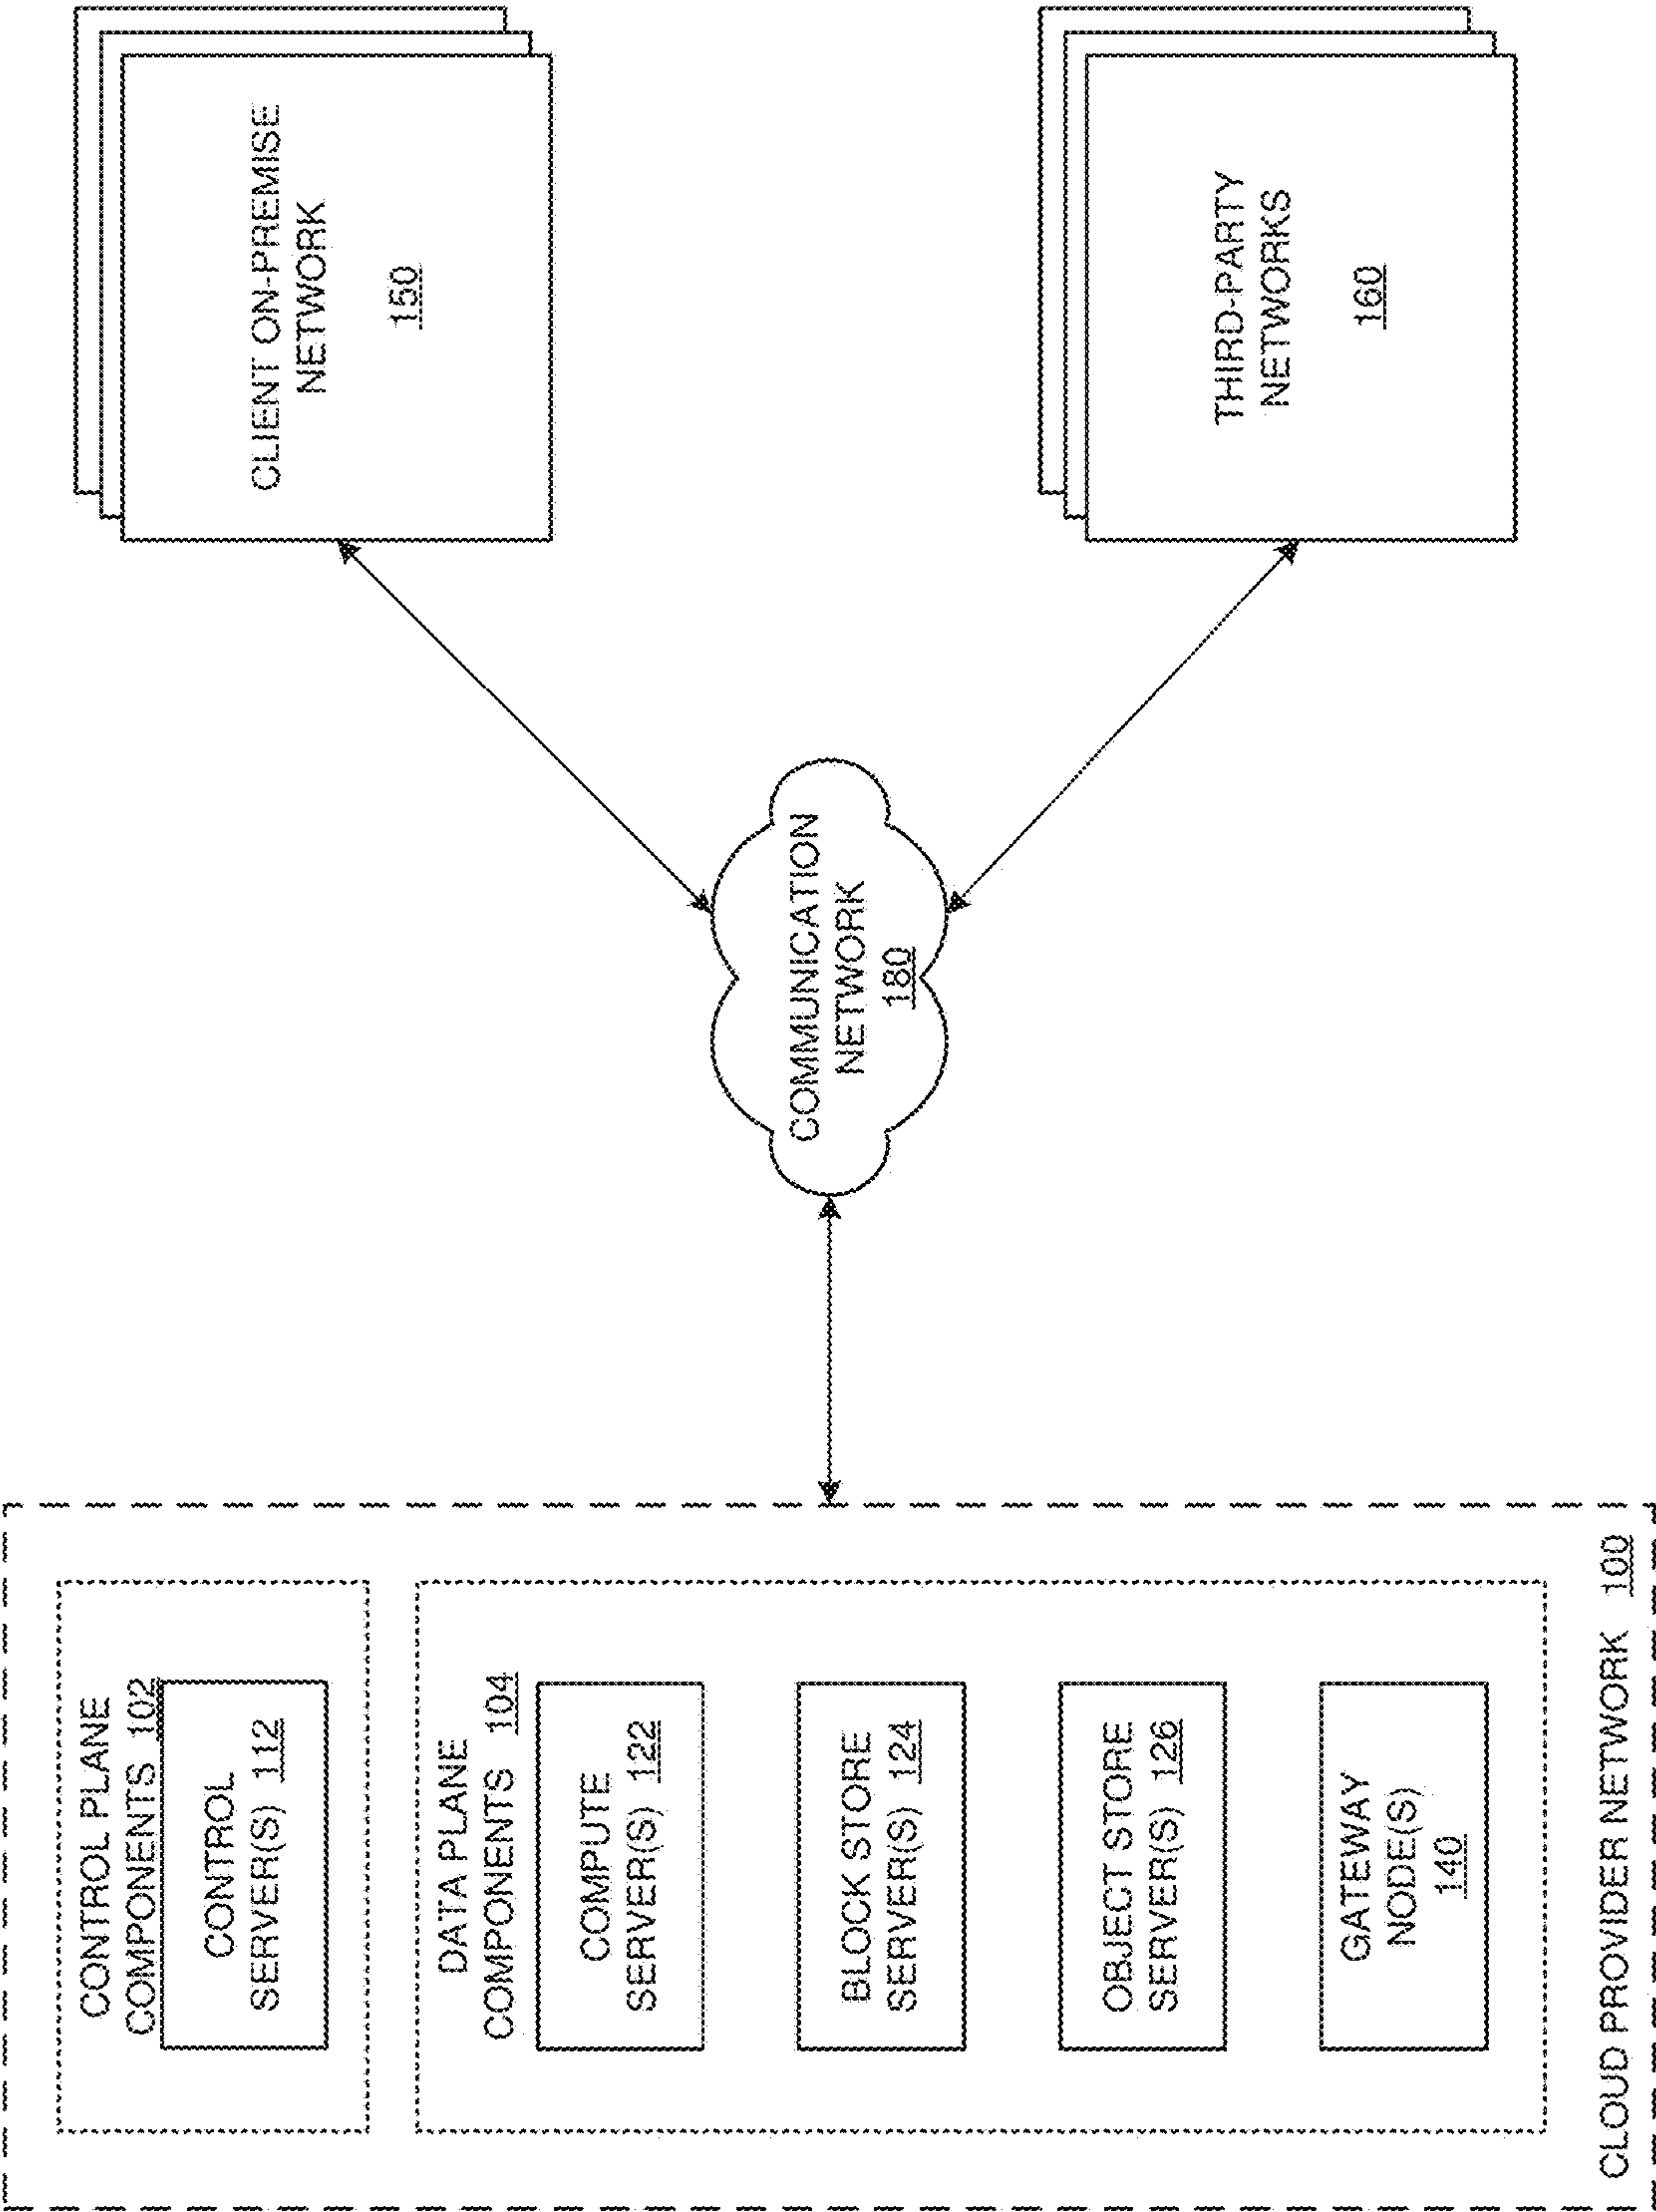 CONTROL PLANE
COMPONENTS 102
CONTROL
SERVER(S) 112
DATA PLANE
COMPONENTS 104
COMPUTE
SERVER(S) 122
BLOCK STORE
SERVER(S) 124
OBJECT STORE
SERVER(S) 126
GATEWAY
NODE(S)
140
CLOUD PROVIDER NETWORK 100
COMMUNICATION
NETWORK
180
CLIENT ON-PREMISE
NETWORK
150
THIRD-PARTY
NETWORKS
160